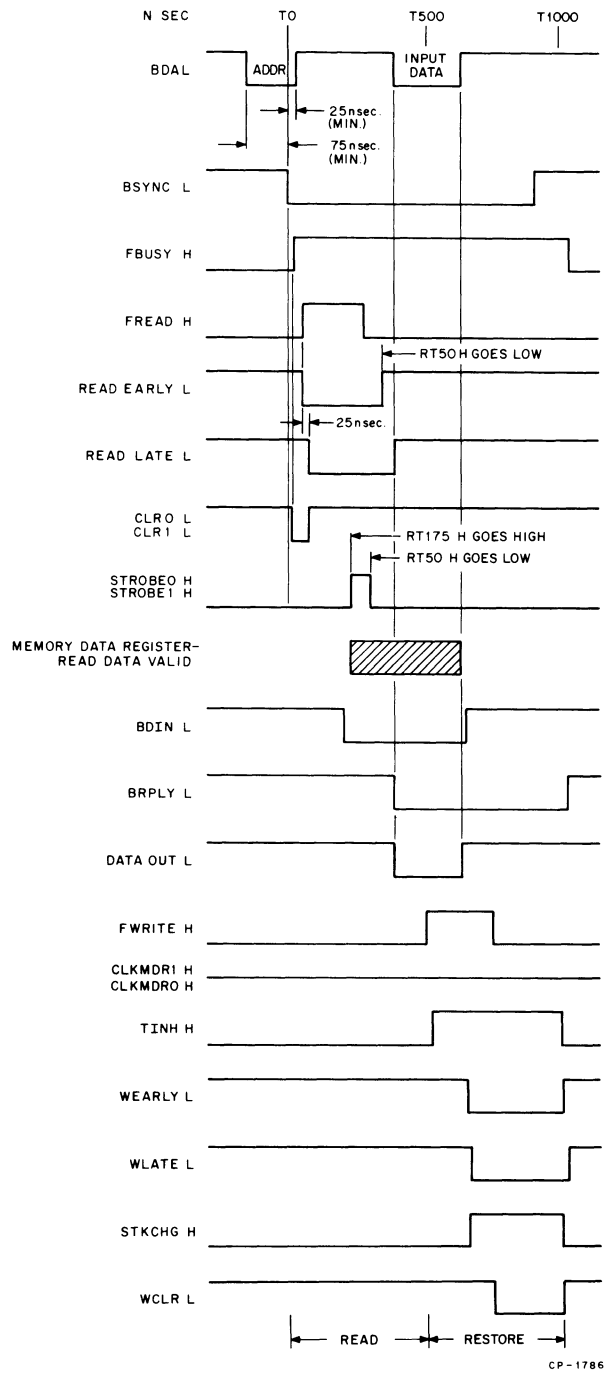 N SEC T0 T500 T1000
BDAL ADDR INPUT
DATA
25nsec.
(MIN.)
75nsec.
(MIN.)
BSYNC L
FBUSY H
FREAD H
RT50 H GOES LOW
READ EARLY L
25nsec.
READ LATE L
CLR0 L
CLR1 L
RT175 H GOES HIGH
RT50 H GOES LOW
STROBE0 H
STROBE1 H
MEMORY DATA REGISTER-
READ DATA VALID
BDIN L
BRPLY L
DATA OUT L
FWRITE H
CLKMDR1 H
CLKMDR0 H
TINH H
WEARLY L
WLATE L
STKCHG H
WCLR L
READ RESTORE
CP-1786